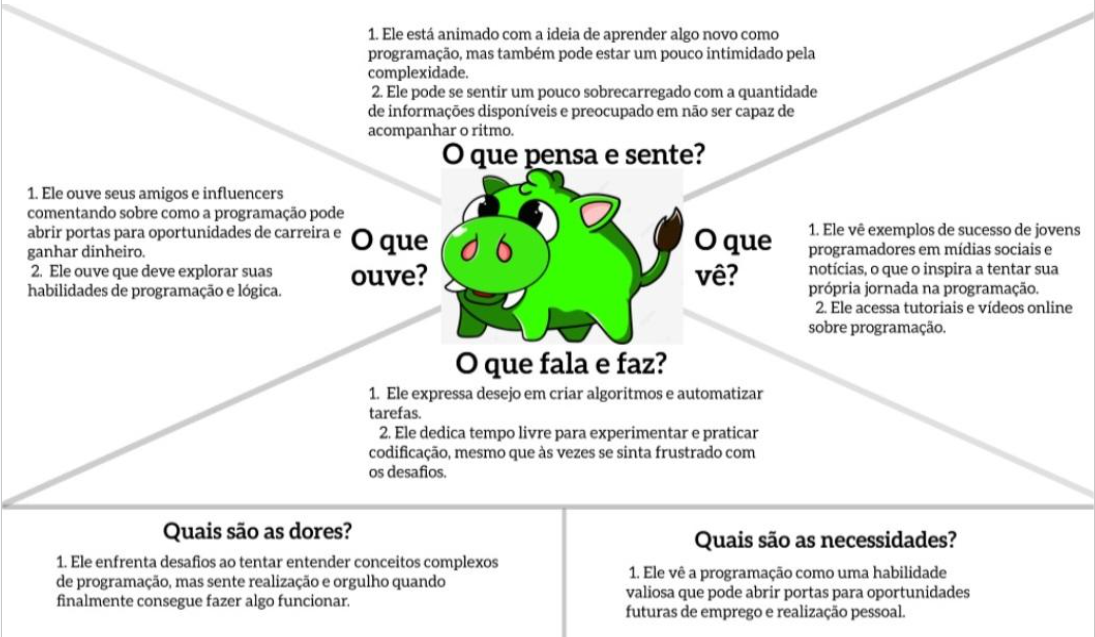 1. Ele está animado com a ideia de aprender algo novo como
programação, mas também pode estar um pouco intimidado pela
complexidade.
2. Ele pode se sentir um pouco sobrecarregado com a quantidade
de informações disponíveis e preocupado em não ser capaz de
acompanhar o ritmo.
O que pensa e sente?
1. Ele ouve seus amigos e influencers
comentando sobre como a programação pode
abrir portas para oportunidades de carreira e
ganhar dinheiro.
2. Ele ouve que deve explorar suas
habilidades de programação e lógica.
O que
ouve?
O que
vê?
1. Ele vê exemplos de sucesso de jovens
programadores em mídias sociais e
notícias, o que o inspira a tentar sua
própria jornada na programação.
2. Ele acessa tutoriais e vídeos online
sobre programação.
O que fala e faz?
1. Ele expressa desejo em criar algoritmos e automatizar
tarefas.
2. Ele dedica tempo livre para experimentar e praticar
codificação, mesmo que às vezes se sinta frustrado com
os desafios.
Quais são as dores?
1. Ele enfrenta desafios ao tentar entender conceitos complexos
de programação, mas sente realização e orgulho quando
finalmente consegue fazer algo funcionar.
Quais são as necessidades?
1. Ele vê a programação como uma habilidade
valiosa que pode abrir portas para oportunidades
futuras de emprego e realização pessoal.